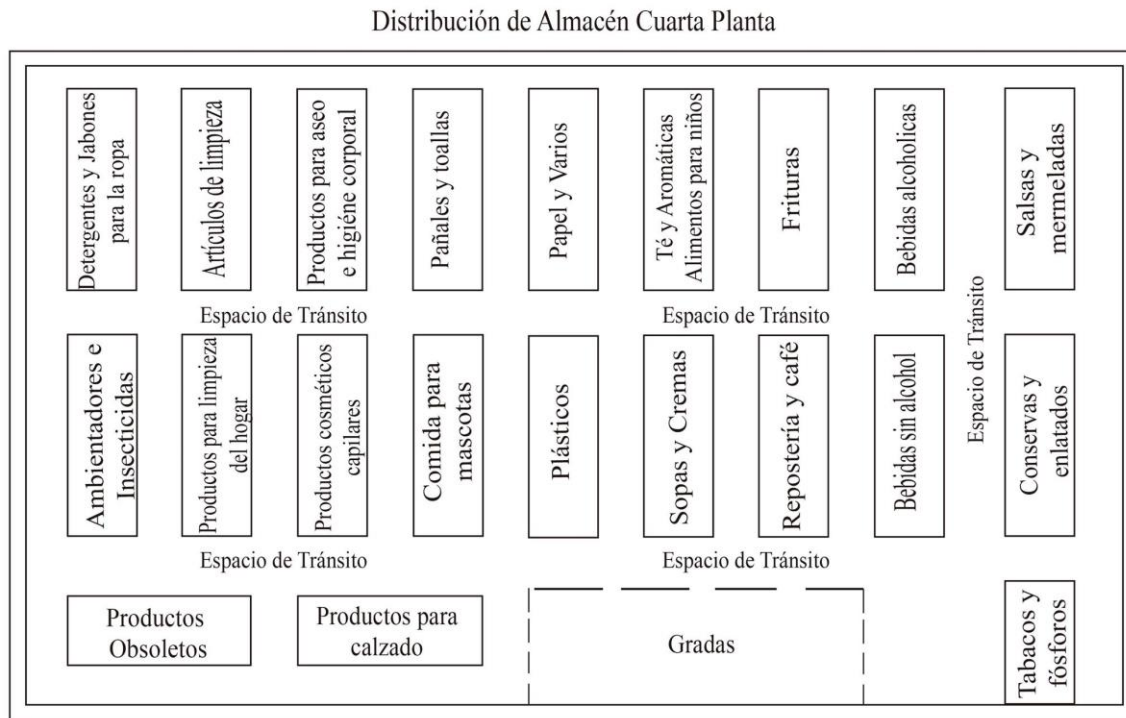 Distribución de Almacén Cuarta Planta
Detergentes y Jabones
para la ropa
Artículos de limpieza
Productos para aseo
e higiéne corporal
Pañales y toallas
Papel y Varios
Té y Aromáticas
Alimentos para niños
Frituras
Bebidas alcoholicas
Salsas y
mermeladas
Espacio de Tránsito
Espacio de Tránsito
Espacio de Tránsito
Ambientadores e
Insecticidas
Productos para limpieza
del hogar
Productos cosméticos
capilares
Comida para
mascotas
Plásticos
Sopas y Cremas
Repostería y café
Bebidas sin alcohol
Conservas y
enlatados
Espacio de Tránsito
Espacio de Tránsito
Productos
Obsoletos
Productos para
calzado
Gradas
Tabacos y
fósforos